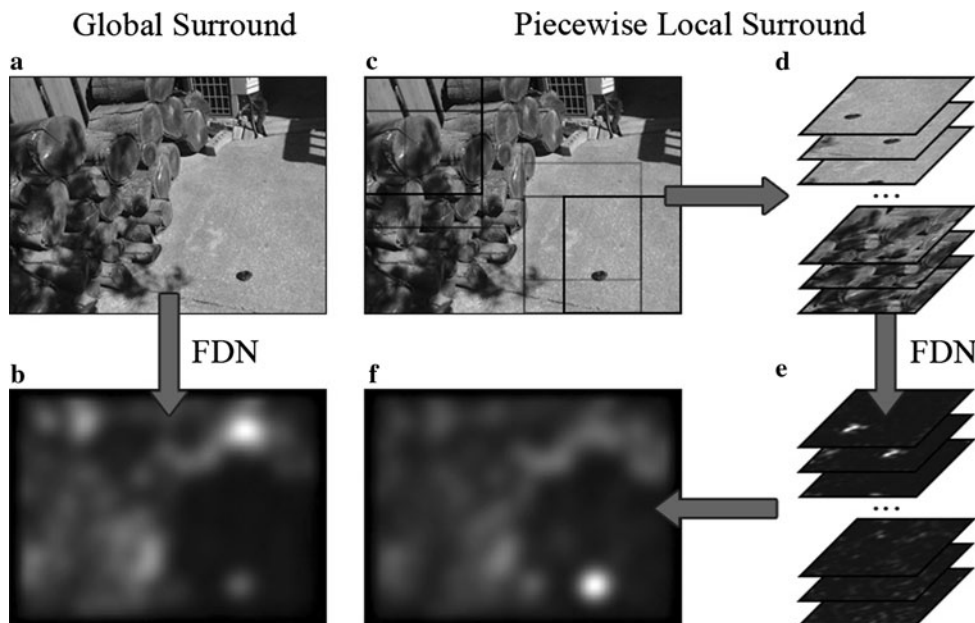 Global Surround
Piecewise Local Surround
a
c
d
...
FDN
FDN
b
f
e
...